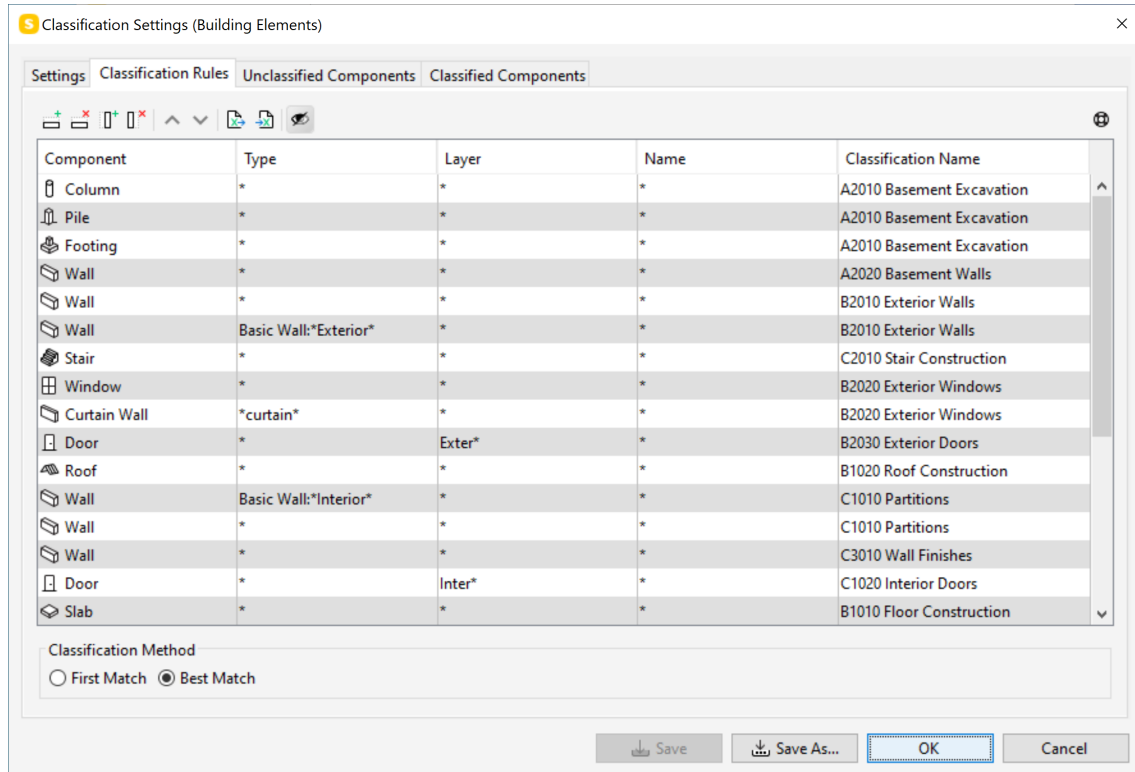 S Classification Settings (Building Elements)
Settings Classification Rules Unclassified Components Classified Components
Component Type Layer Name Classification Name
Column * * * A2010 Basement Excavation
Pile * * * A2010 Basement Excavation
Footing * * * A2010 Basement Excavation
Wall * * * A2020 Basement Walls
Wall * * * B2010 Exterior Walls
Wall Basic Wall:*Exterior* * * B2010 Exterior Walls
Stair * * * C2010 Stair Construction
Window * * * B2020 Exterior Windows
Curtain Wall *curtain* * * B2020 Exterior Windows
Door * Exter* * B2030 Exterior Doors
Roof * * * B1020 Roof Construction
Wall Basic Wall:*Interior* * * C1010 Partitions
Wall * * * C1010 Partitions
Wall * * * C3010 Wall Finishes
Door * Inter* * C1020 Interior Doors
Slab * * * B1010 Floor Construction
Classification Method
First Match Best Match
Save Save As... OK Cancel